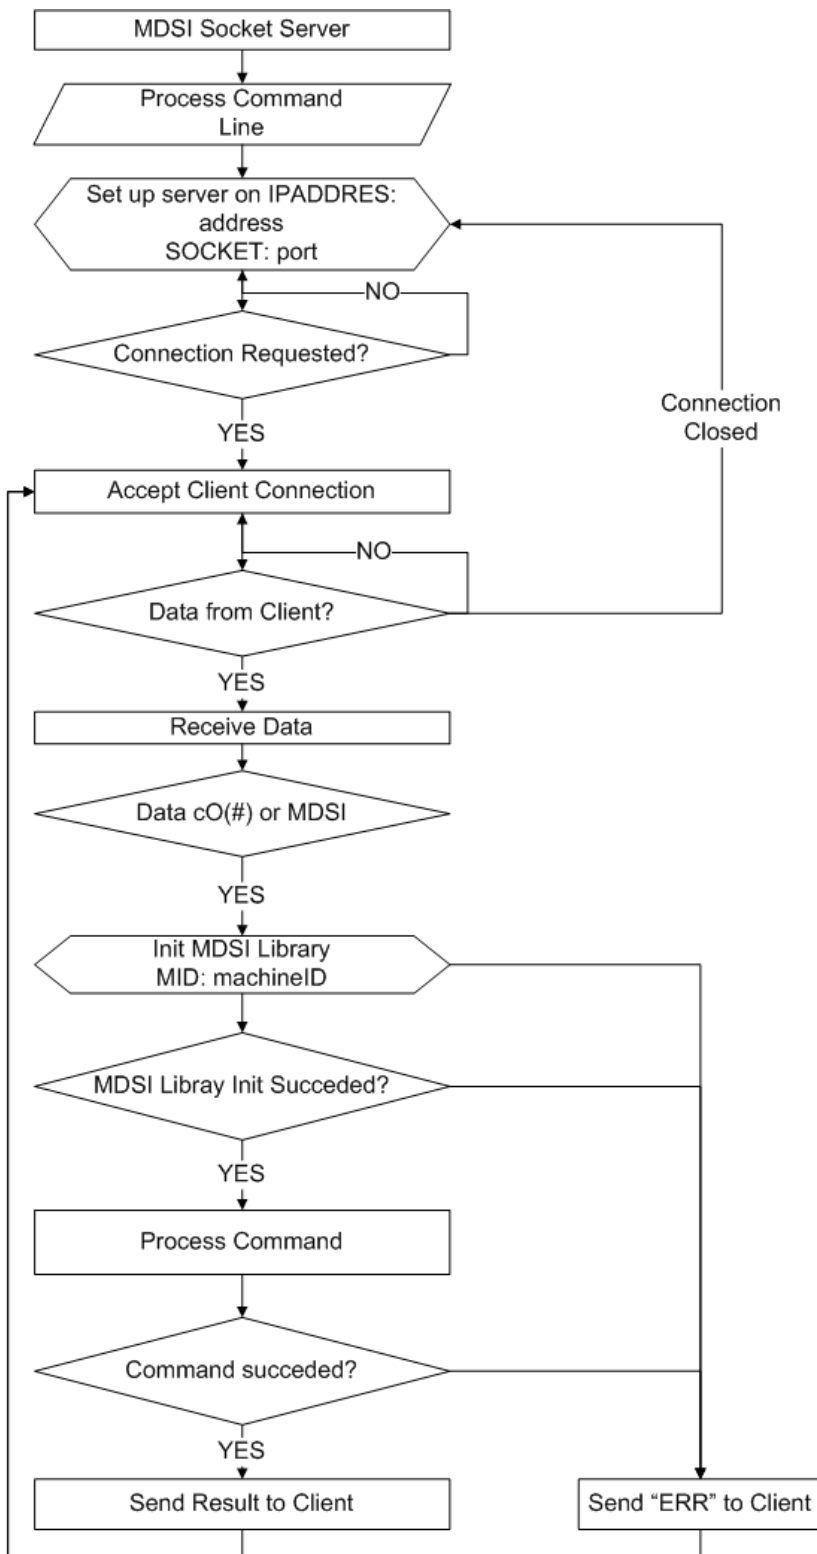 MDSI Socket Server
Process Command
Line
Set up server on IPADDRES:
address
SOCKET: port
NO
Connection Requested?
YES
Connection
Closed
Accept Client Connection
NO
Data from Client?
YES
Receive Data
Data cO(#) or MDSI
YES
Init MDSI Library
MID: machineID
MDSI Libray Init Succeded?
YES
Process Command
Command succeded?
YES
Send Result to Client
Send “ERR” to Client